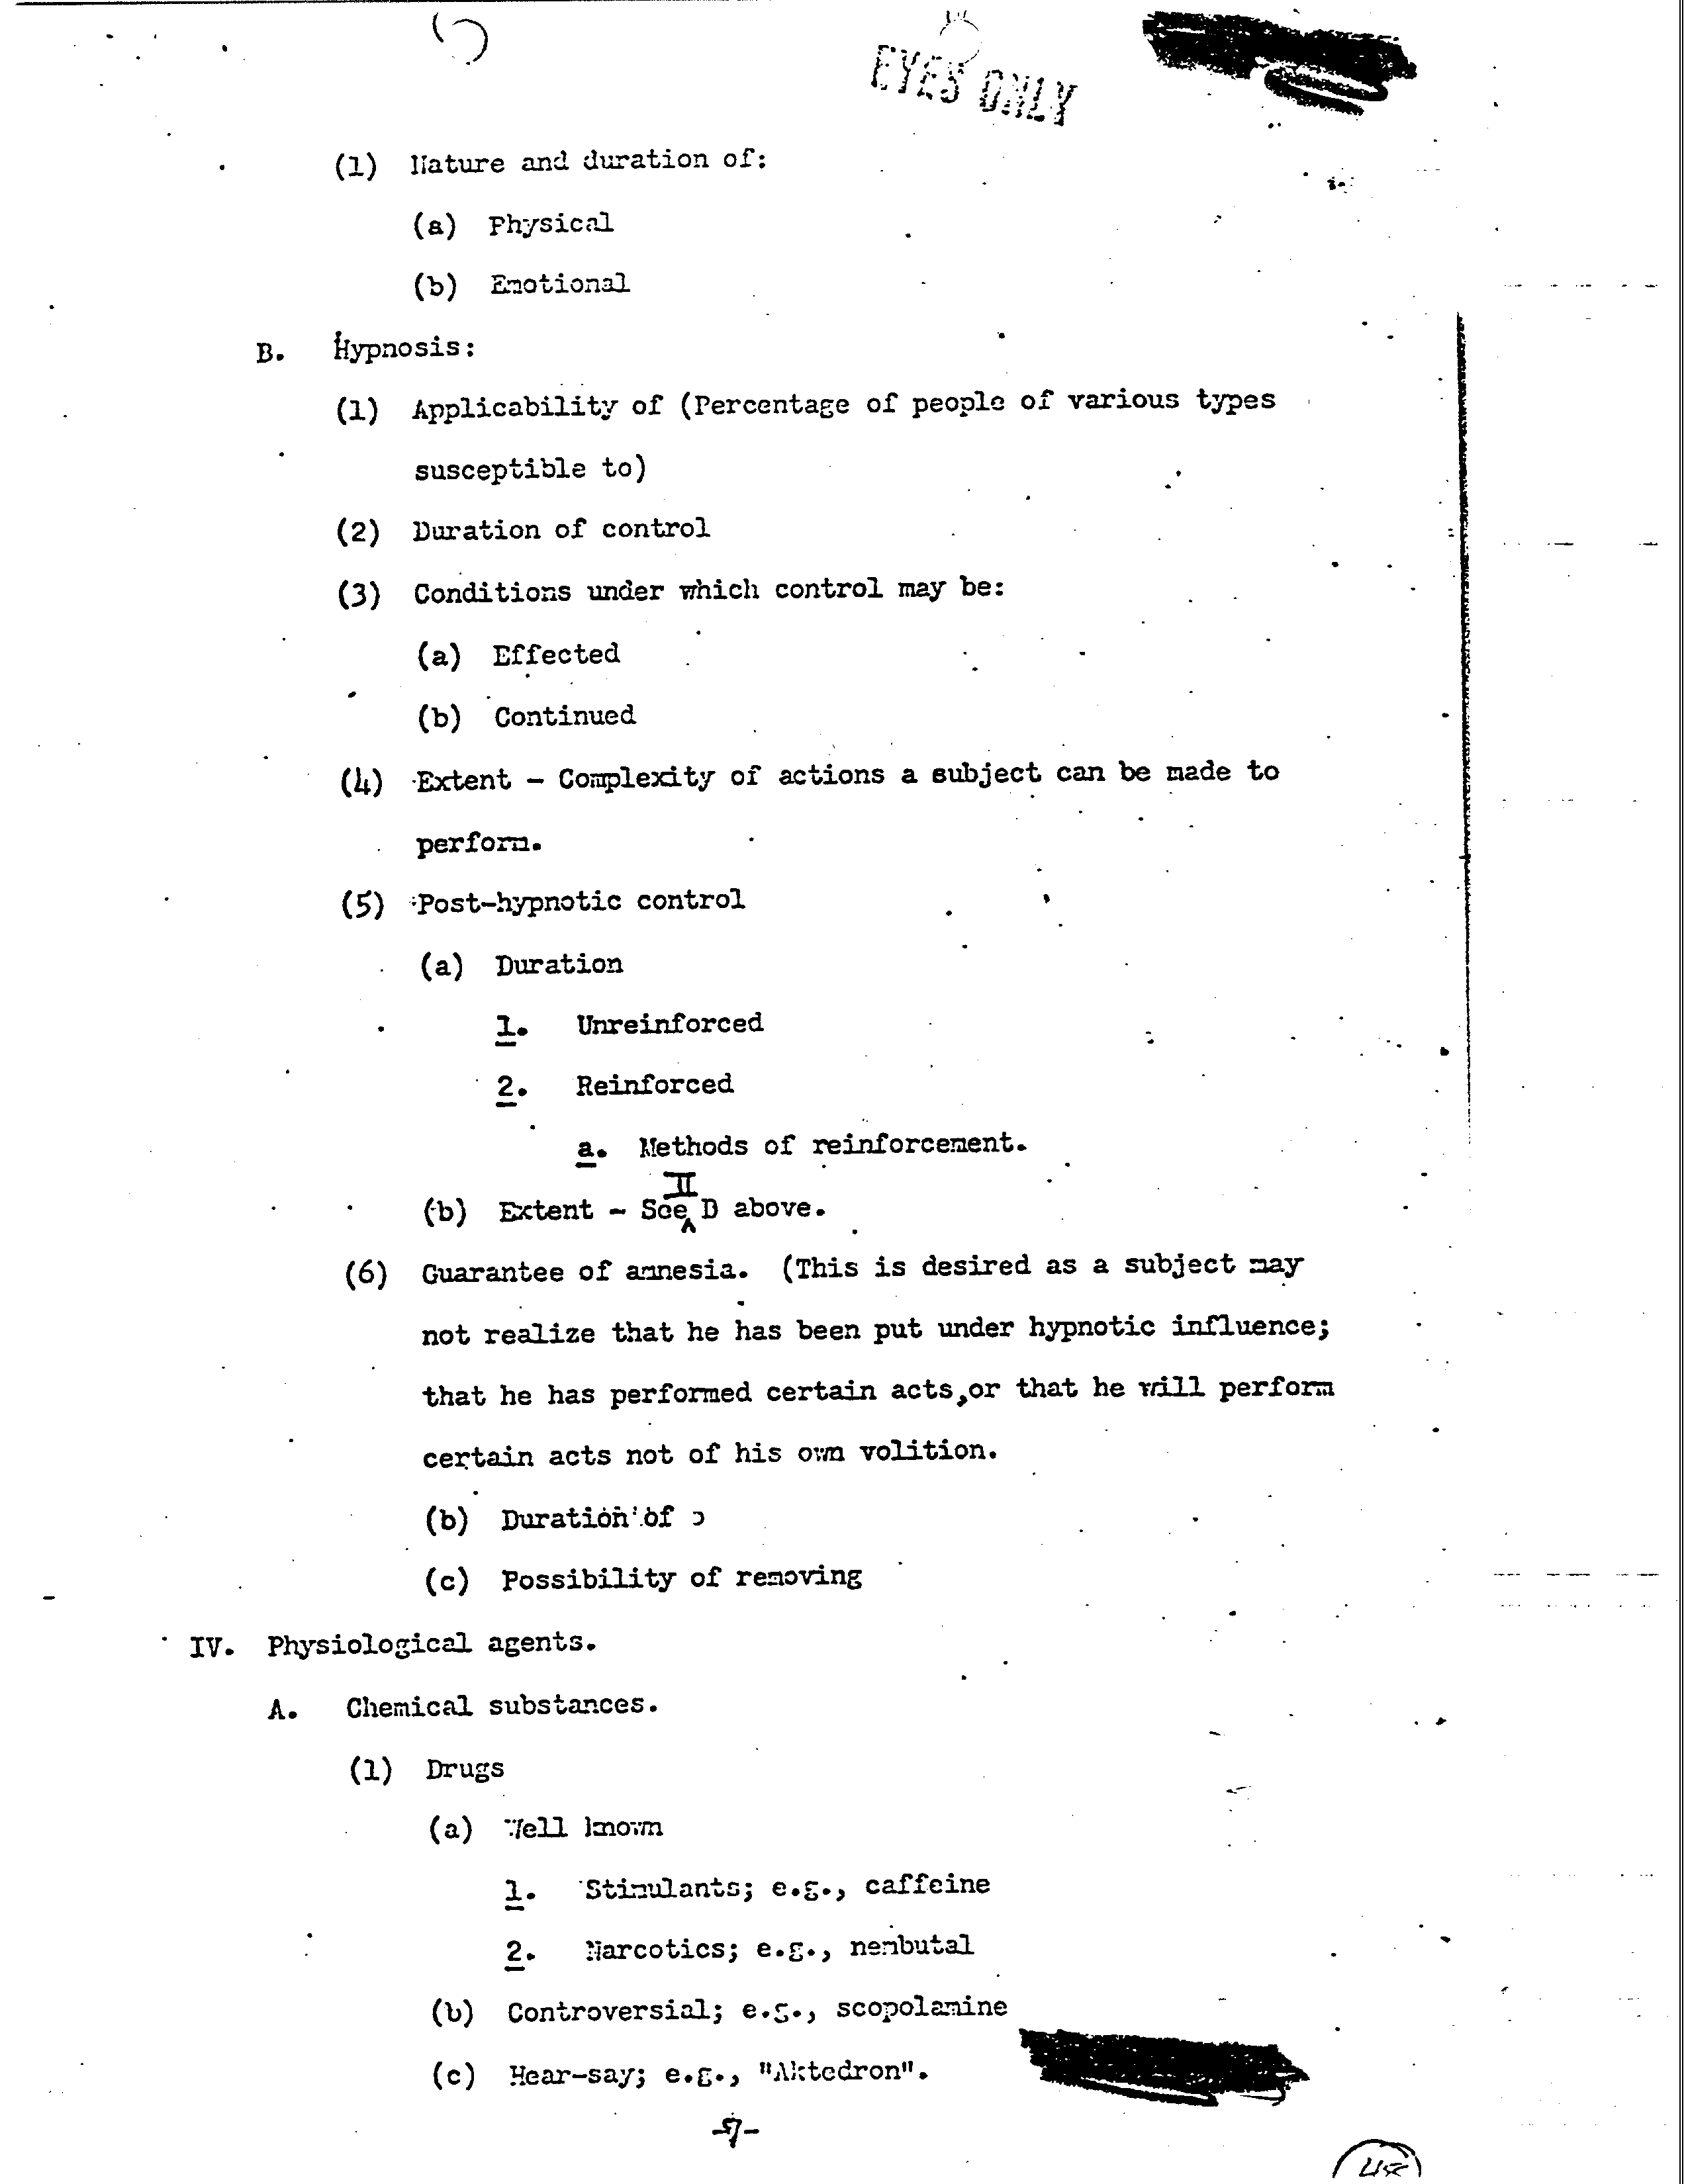 EYES ONLY
(1) Nature and duration of:
(a) Physical
(b) Emotional
B. Hypnosis:
(1) Applicability of (Percentage of people of various types
susceptible to)
(2) Duration of control
(3) Conditions under which control may be:
(a) Effected
(b) Continued
(4) Extent - Complexity of actions a subject can be made to
perform.
(5) Post-hypnotic control
(a) Duration
1. Unreinforced
2. Reinforced
a. Methods of reinforcement.
(b) Extent - See II D above.
(6) Guarantee of amnesia. (This is desired as a subject may
not realize that he has been put under hypnotic influence;
that he has performed certain acts, or that he will perform
certain acts not of his own volition.
(b) Duration of
(c) Possibility of removing
IV. Physiological agents.
A. Chemical substances.
(1) Drugs
(a) Well known
1. Stimulants; e.g., caffeine
2. Narcotics; e.g., nembutal
(b) Controversial; e.g., scopolamine
(c) Hear-say; e.g., "Aktedron".